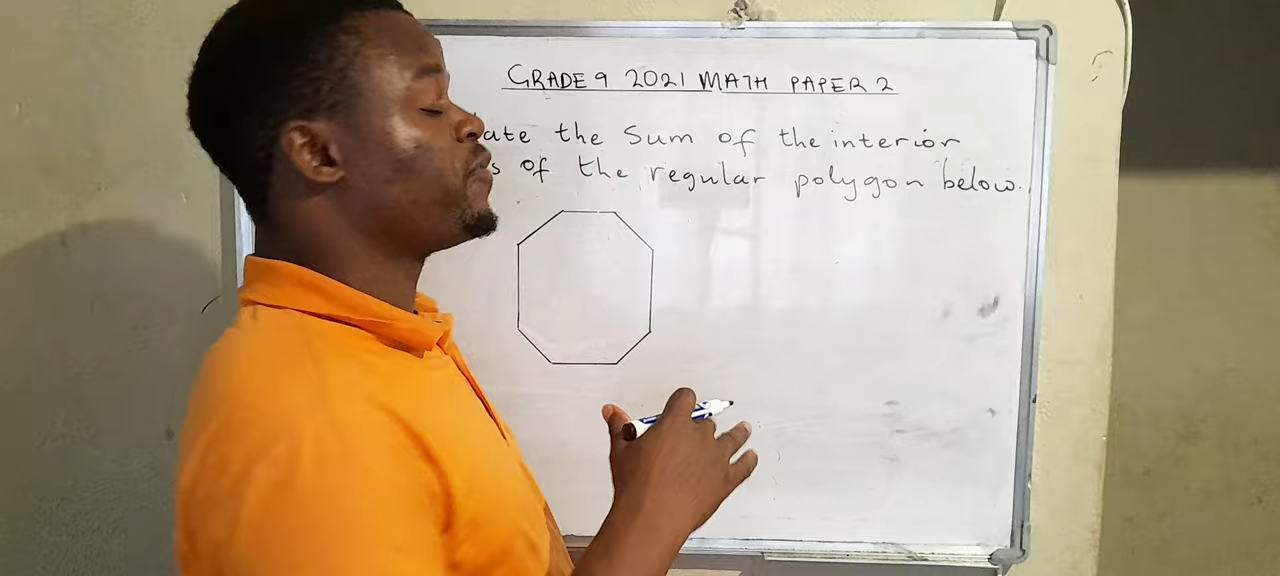 GRADE 9 2021 MATH PAPER 2
ate the Sum of the interior
s of the regular polygon below.